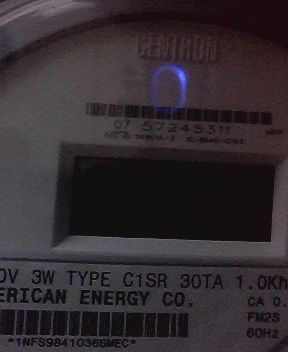 CENTRON
07 57245311
0V 3W TYPE C1SR 30TA 1.0Kh
ERICAN ENERGY CO.
CA 0.
FM2S
60Hz
*1NFS98410366MEC*